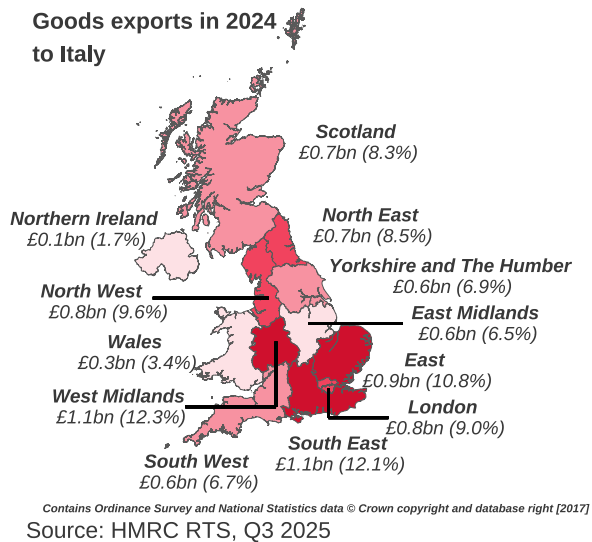 Goods exports in 2024
to Italy
Scotland
£0.7bn (8.3%)
Northern Ireland
£0.1bn (1.7%)
North East
£0.7bn (8.5%)
Yorkshire and The Humber
£0.6bn (6.9%)
North West
£0.8bn (9.6%)
East Midlands
£0.6bn (6.5%)
Wales
£0.3bn (3.4%)
East
£0.9bn (10.8%)
West Midlands
£1.1bn (12.3%)
London
£0.8bn (9.0%)
South East
£1.1bn (12.1%)
South West
£0.6bn (6.7%)
Contains Ordinance Survey and National Statistics data © Crown copyright and database right [2017]
Source: HMRC RTS, Q3 2025